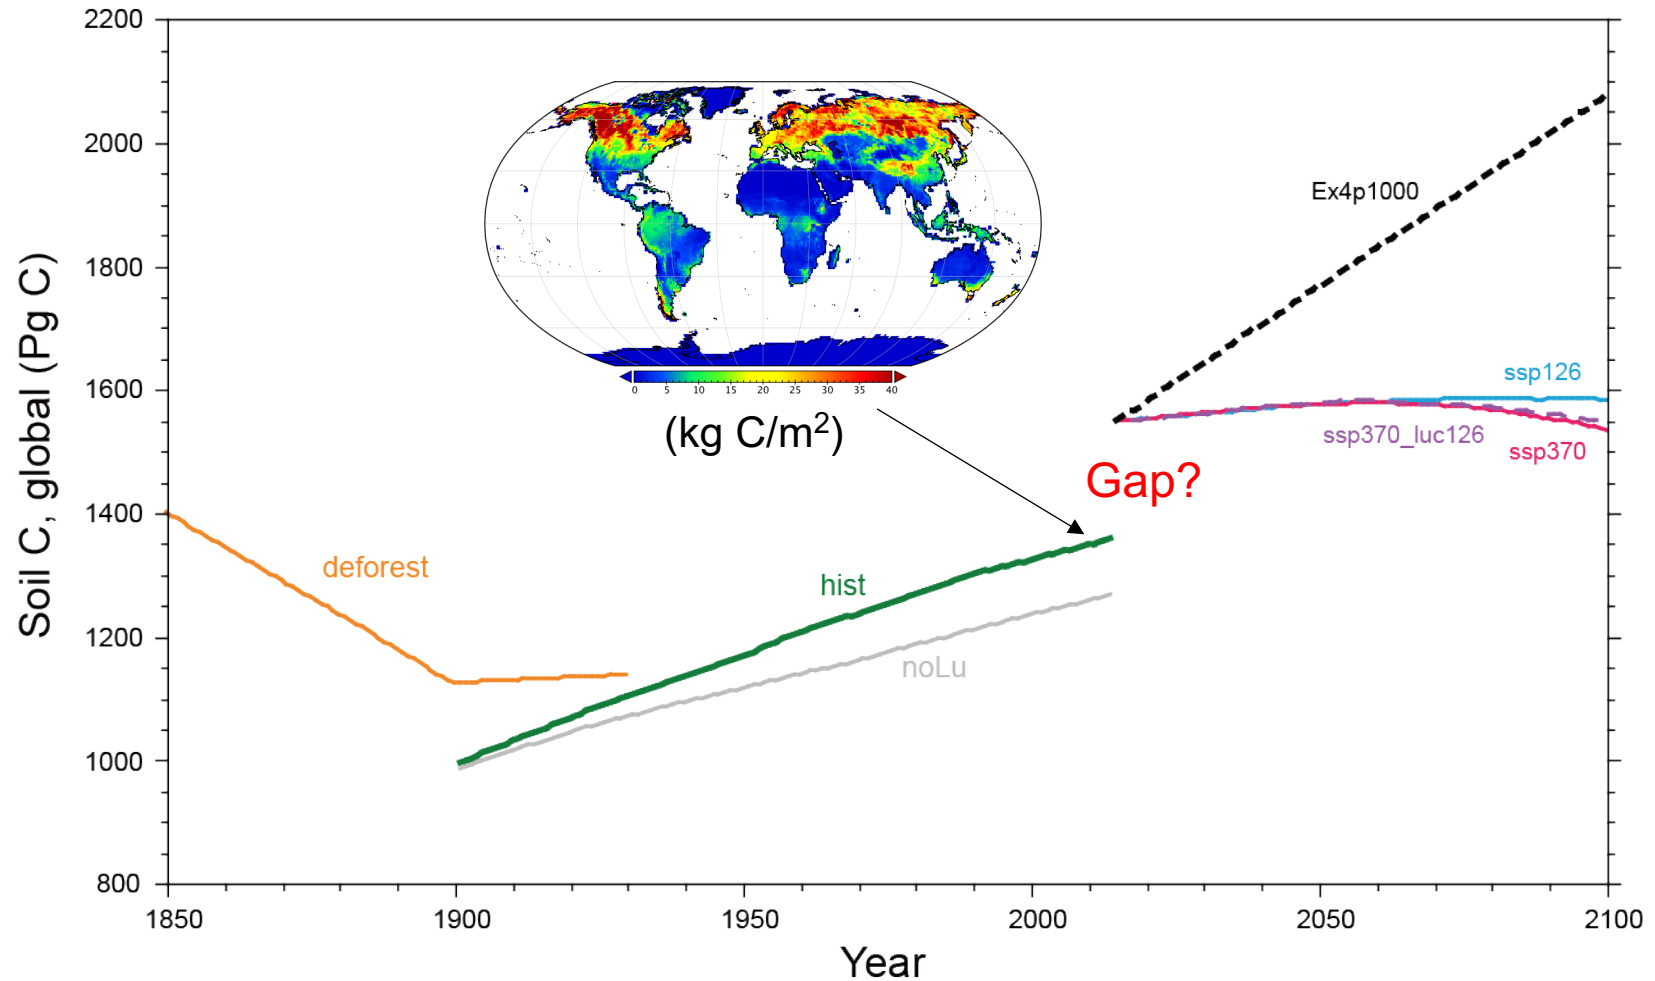 2200
2000
1800
1600
1400
1200
1000
800
Soil C, global (Pg C)
0 5 10 15 20 25 30 35 40
(kg C/m²)
Ex4p1000
ssp126
ssp370_luc126
ssp370
Gap?
deforest
hist
noLu
1850 1900 1950 2000 2050 2100
Year